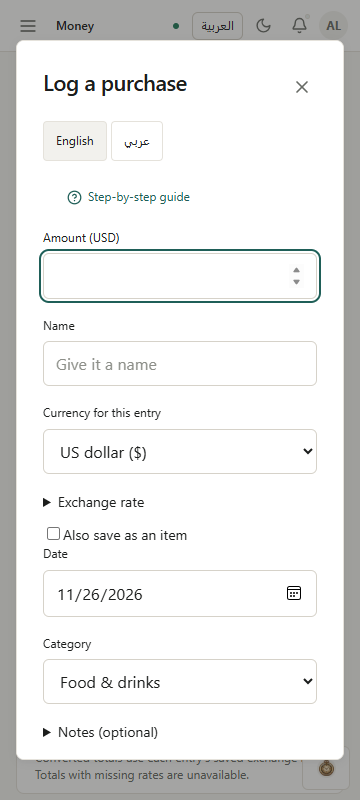 Money
العربية
AL
Log a purchase
English
عربي
Step-by-step guide
Amount (USD)
Name
Give it a name
Currency for this entry
US dollar ($)
Exchange rate
Also save as an item
Date
11/26/2026
Category
Food & drinks
Notes (optional)
Converted totals use each entry's saved exchange
Totals with missing rates are unavailable.